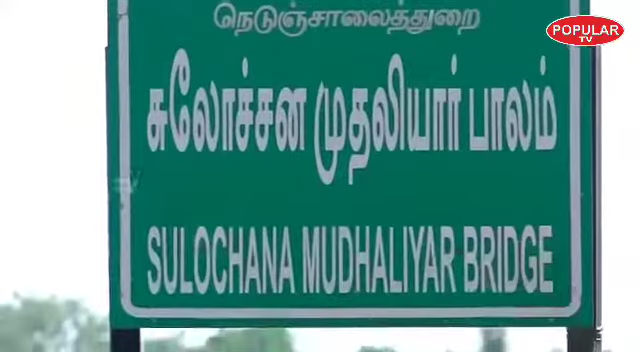 நெடுஞ்சாலைத்துறை
POPULAR
TV
சுலோச்சன முதலியார் பாலம்
SULOCHANA MUDHALIYAR BRIDGE